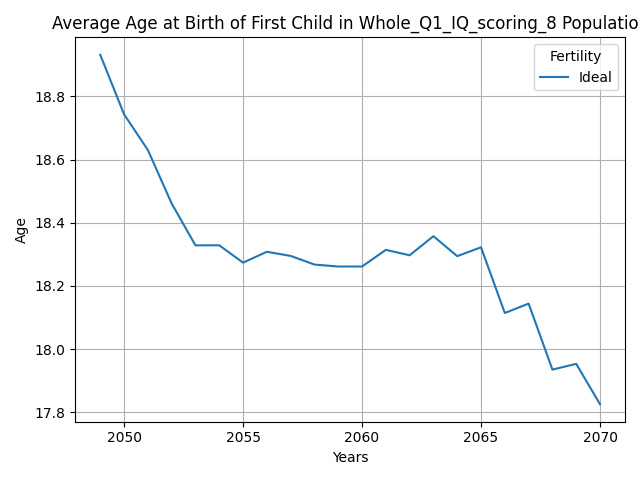 Average Age at Birth of First Child in Whole_Q1_IQ_scoring_8 Populatio
Fertility
Ideal
Age
18.8
18.6
18.4
18.2
18.0
17.8
2050 2055 2060 2065 2070
Years